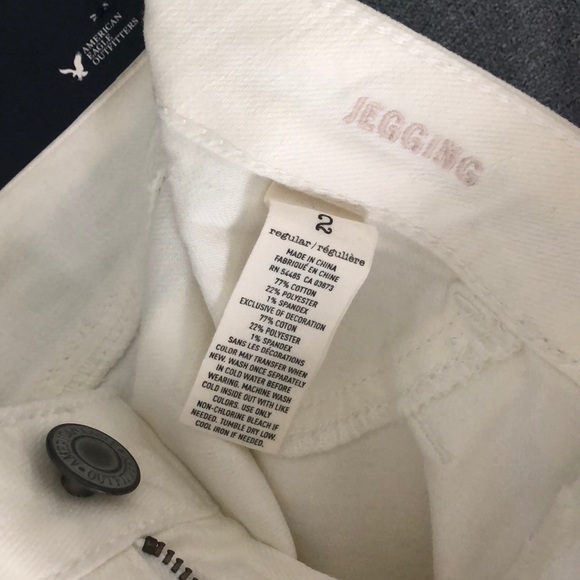 AMERICAN
EAGLE
OUTFITTERS
JEGGING
2
regular/régulière
MADE IN CHINA
FABRIQUÉ EN CHINE
RN 54485 CA 03873
77% COTTON
22% POLYESTER
1% SPANDEX
EXCLUSIVE OF DECORATION
77% COTON
22% POLYESTER
1% SPANDEX
SANS LES DÉCORATIONS
COLOR MAY TRANSFER WHEN
NEW. WASH ONCE SEPARATELY
IN COLD WATER BEFORE
WEARING. MACHINE WASH
COLD INSIDE OUT WITH LIKE
COLORS. USE ONLY
NON-CHLORINE BLEACH IF
NEEDED. TUMBLE DRY LOW.
COOL IRON IF NEEDED.